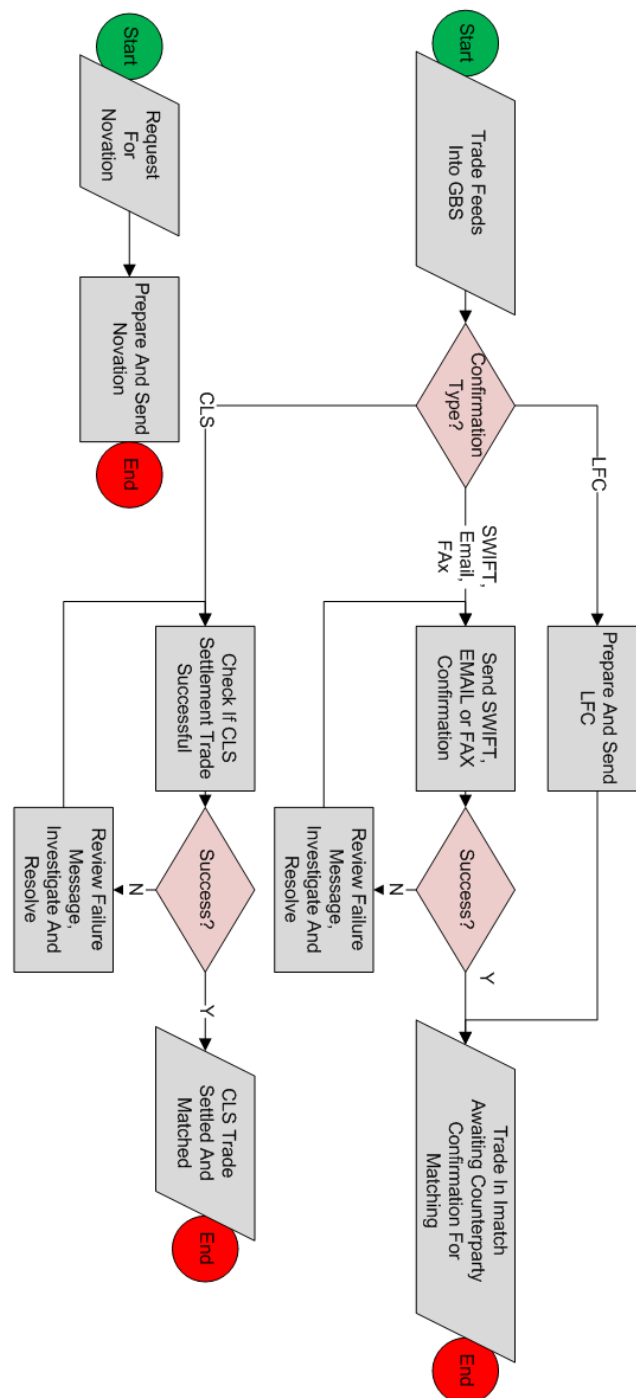 LFC
Prepare And Send
LFC
Start
Trade Feeds
Into GBS
Confirmation
Type?
SWIFT,
Email,
FAx
Send SWIFT,
EMAIL or FAX
Confirmation
Success?
Y
Trade In Imatch
Awaiting Counterparty
Confirmation For
Matching
End
N
Review Failure
Message,
Investigate And
Resolve
CLS
Check If CLS
Settlement Trade
Successful
Success?
Y
CLS Trade
Settled And
Matched
End
N
Review Failure
Message,
Investigate And
Resolve
Start
Request
For
Novation
Prepare And Send
Novation
End